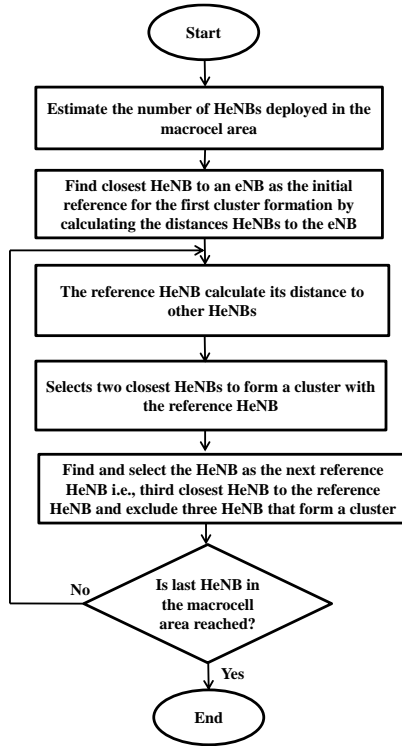 Start
Estimate the number of HeNBs deployed in the
macrocel area
Find closest HeNB to an eNB as the initial
reference for the first cluster formation by
calculating the distances HeNBs to the eNB
The reference HeNB calculate its distance to
other HeNBs
Selects two closest HeNBs to form a cluster with
the reference HeNB
Find and select the HeNB as the next reference
HeNB i.e., third closest HeNB to the reference
HeNB and exclude three HeNB that form a cluster
No
Is last HeNB in
the macrocell
area reached?
Yes
End